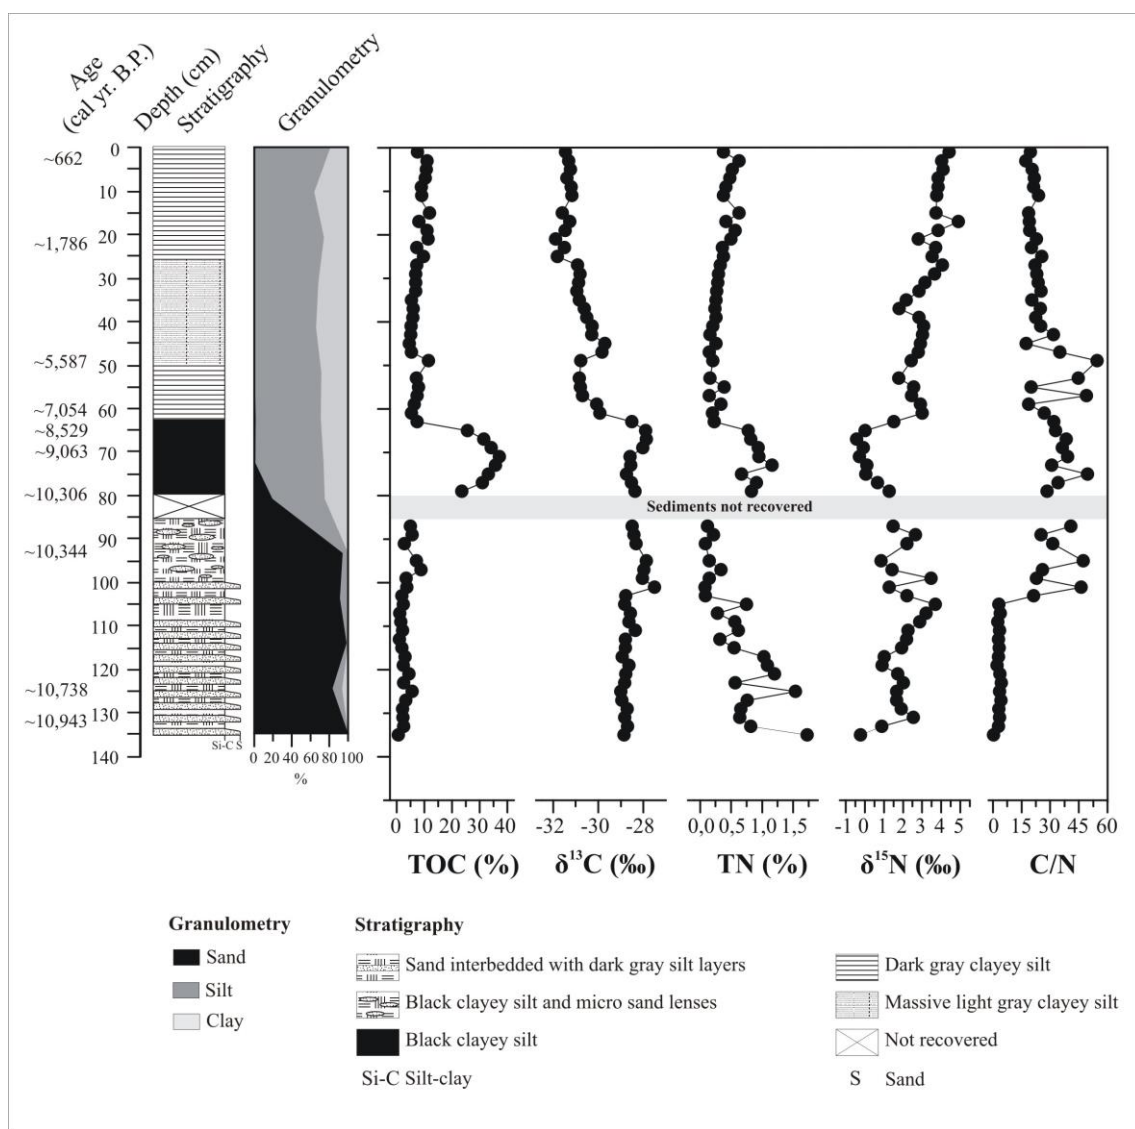 Age
(cal yr. B.P.)
Depth (cm)
Stratigraphy
Granulometry
~662
~1,786
~5,587
~7,054
~8,529
~9,063
~10,306
~10,344
~10,738
~10,943
0
10
20
30
40
50
60
70
80
90
100
110
120
130
140
Si-C S
0 20 40 60 80 100
%
Sediments not recovered
0 10 20 30 40
-32 -30 -28
0,0 0,5 1,0 1,5
-1 0 1 2 3 4 5
0 15 30 45 60
TOC (%)
δ¹³C (‰)
TN (%)
δ¹⁵N (‰)
C/N
Granulometry
Sand
Silt
Clay
Stratigraphy
Sand interbedded with dark gray silt layers
Black clayey silt and micro sand lenses
Black clayey silt
Si-C Silt-clay
Dark gray clayey silt
Massive light gray clayey silt
Not recovered
S Sand